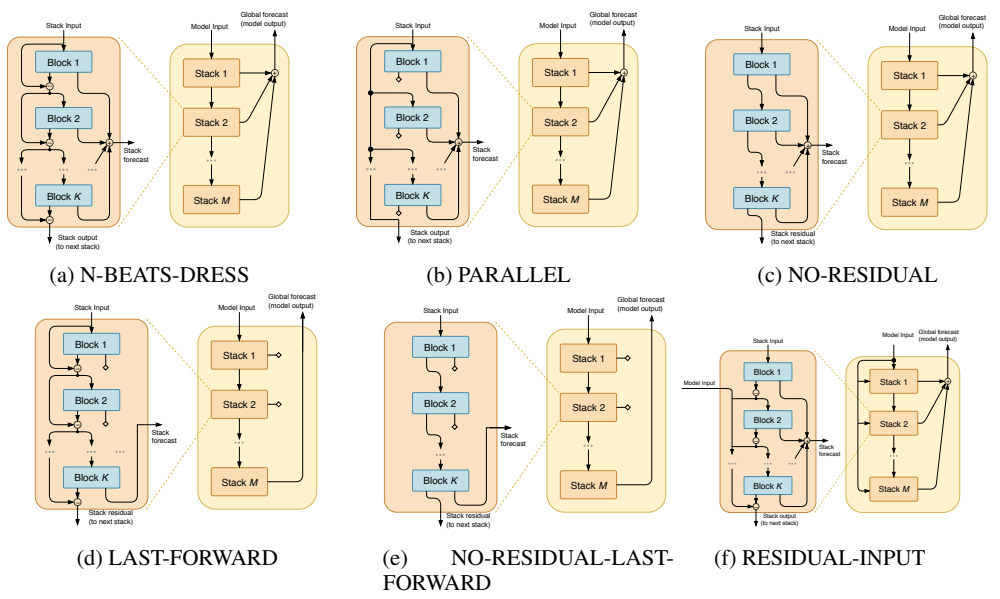 Stack Input
Block 1
Block 2
Block K
Stack
forecast
Stack output
(to next stack)
Model Input
Global forecast
(model output)
Stack 1
Stack 2
Stack M
(a) N-BEATS-DRESS
Stack Input
Block 1
Block 2
Block K
Stack
forecast
Stack output
(to next stack)
Model Input
Global forecast
(model output)
Stack 1
Stack 2
Stack M
(b) PARALLEL
Stack Input
Block 1
Block 2
Block K
Stack
forecast
Stack residual
(to next stack)
Model Input
Global forecast
(model output)
Stack 1
Stack 2
Stack M
(c) NO-RESIDUAL
Stack Input
Block 1
Block 2
Block K
Stack
forecast
Stack residual
(to next stack)
Model Input
Global forecast
(model output)
Stack 1
Stack 2
Stack M
(d) LAST-FORWARD
Stack Input
Block 1
Block 2
Block K
Stack
forecast
Stack residual
(to next stack)
Model Input
Global forecast
(model output)
Stack 1
Stack 2
Stack M
(e) NO-RESIDUAL-LAST-
FORWARD
Stack Input
Model Input
Block 1
Block 2
Block K
Stack
forecast
Stack output
(to next stack)
Model Input
Global forecast
(model output)
Stack 1
Stack 2
Stack M
(f) RESIDUAL-INPUT